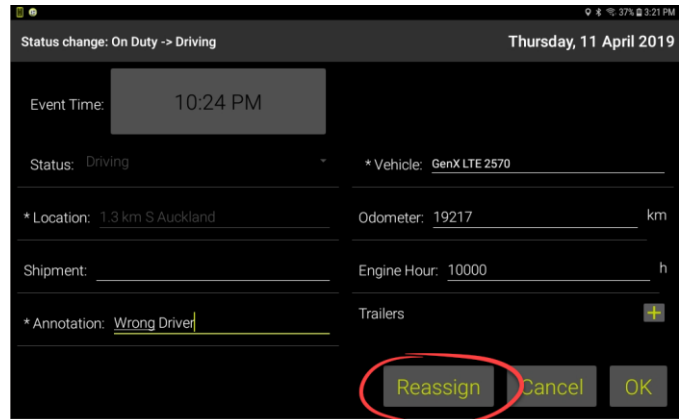 37% 3:21 PM
Status change: On Duty -> Driving Thursday, 11 April 2019
Event Time: 10:24 PM
Status: Driving * Vehicle: GenX LTE 2570
* Location: 1.3 km S Auckland Odometer: 19217 km
Shipment: Engine Hour: 10000 h
* Annotation: Wrong Driver Trailers +
Reassign Cancel OK